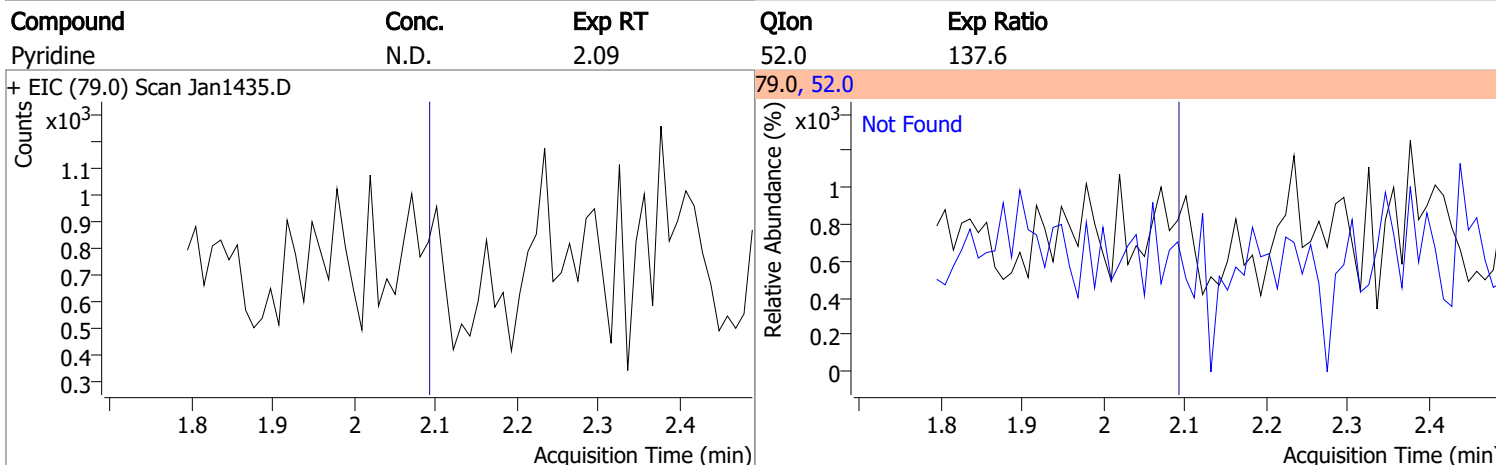 Compound Conc. Exp RT QIon Exp Ratio
Pyridine N.D. 2.09 52.0 137.6
+ EIC (79.0) Scan Jan1435.D
Counts
x10³
1.1
1
0.9
0.8
0.7
0.6
0.5
0.4
0.3
1.8 1.9 2 2.1 2.2 2.3 2.4
Acquisition Time (min)
79.0, 52.0
Relative Abundance (%)
x10³
Not Found
1
0.8
0.6
0.4
0.2
0
1.8 1.9 2 2.1 2.2 2.3 2.4
Acquisition Time (min)